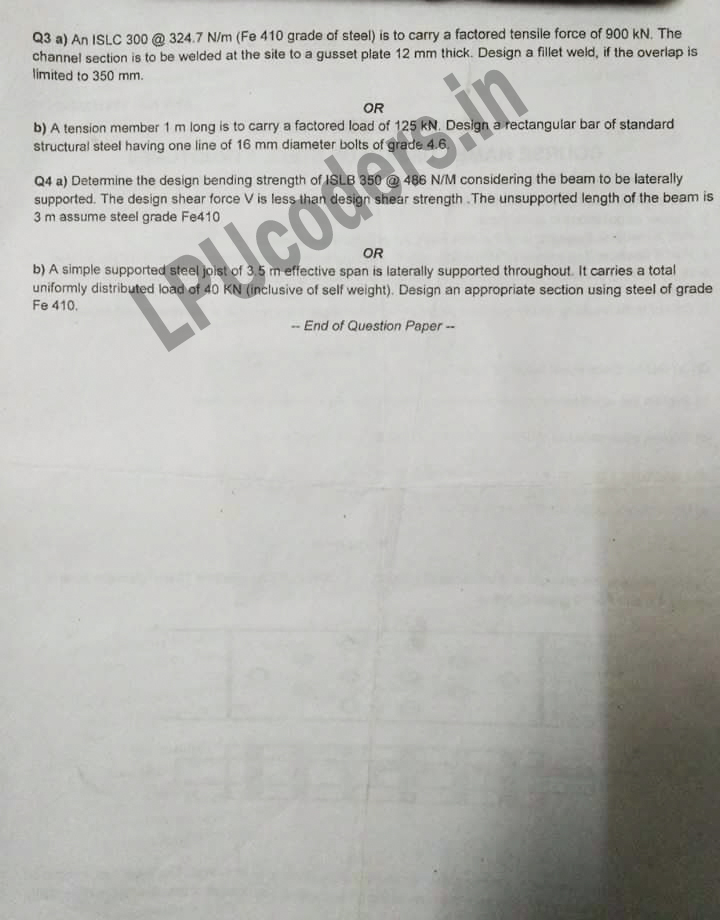 Q3 a) An ISLC 300 @ 324.7 N/m (Fe 410 grade of steel) is to carry a factored tensile force of 900 kN. The
channel section is to be welded at the site to a gusset plate 12 mm thick. Design a fillet weld, if the overlap is
limited to 350 mm.
OR
b) A tension member 1 m long is to carry a factored load of 125 kN. Design a rectangular bar of standard
structural steel having one line of 16 mm diameter bolts of grade 4.6.
Q4 a) Determine the design bending strength of ISLB 350 @ 486 N/M considering the beam to be laterally
supported. The design shear force V is less than design shear strength .The unsupported length of the beam is
3 m assume steel grade Fe410
OR
b) A simple supported steel joist of 3.5 m effective span is laterally supported throughout. It carries a total
uniformly distributed load of 40 KN (inclusive of self weight). Design an appropriate section using steel of grade
Fe 410.
-- End of Question Paper --
LPUcoders.in